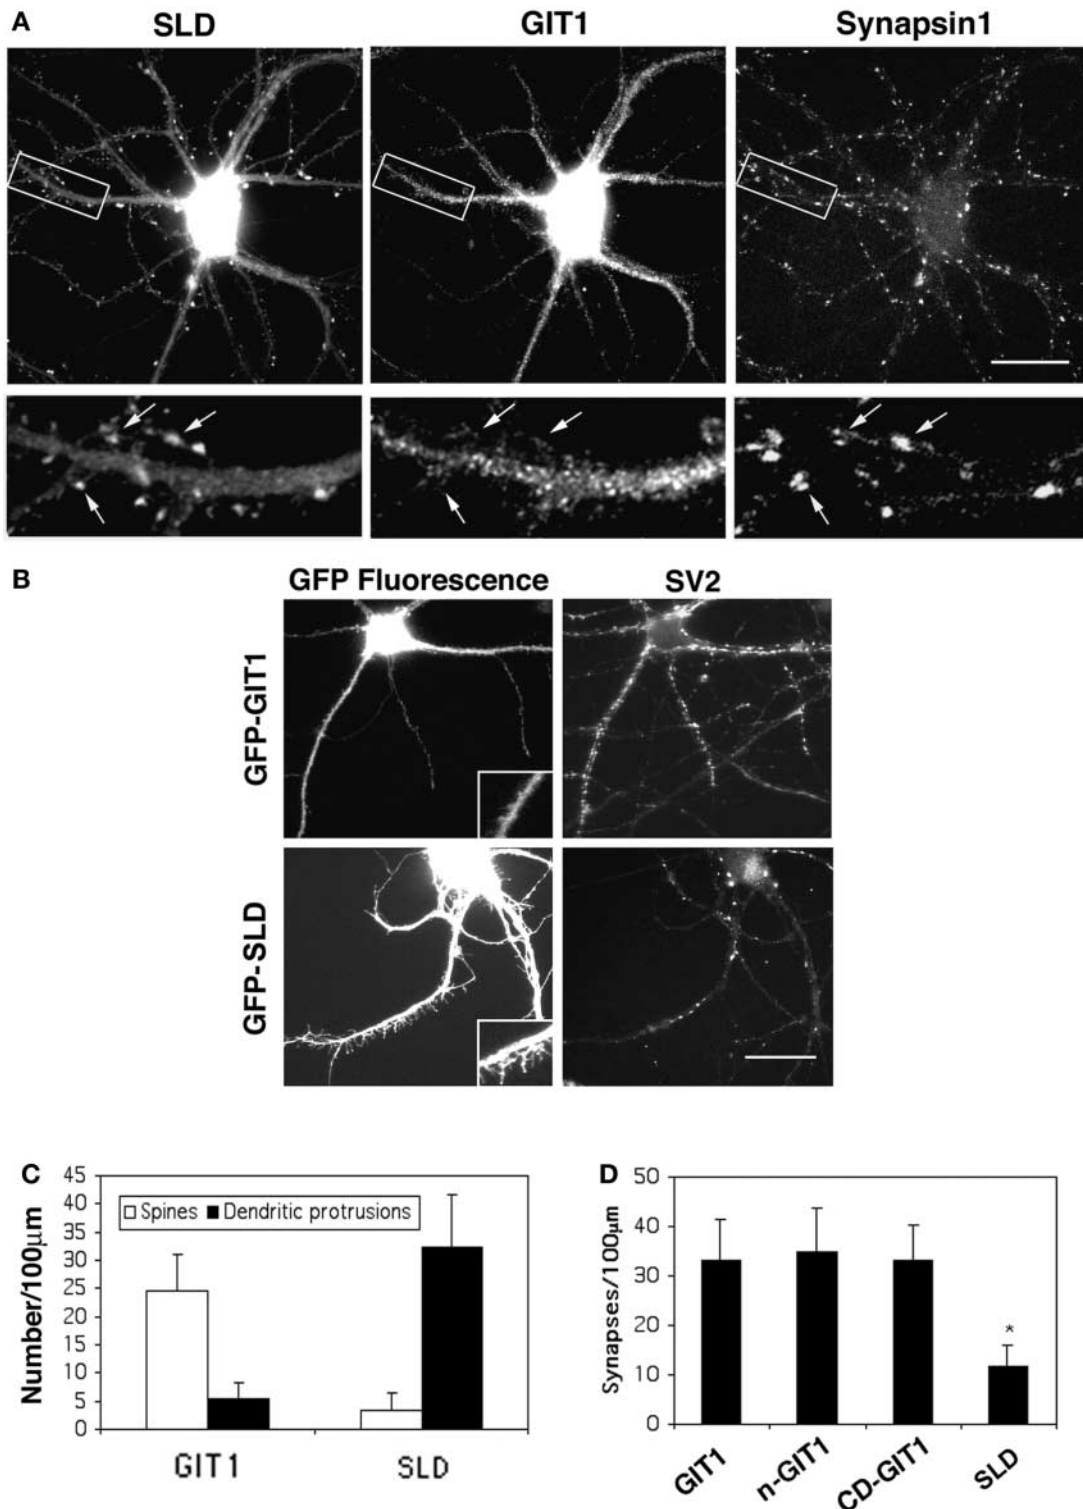 A
SLD
GIT1
Synapsin1
B
GFP Fluorescence
SV2
GFP-GIT1
GFP-SLD
C
Number/100µm
45
40
35
30
25
20
15
10
5
0
Spines
Dendritic protrusions
GIT1
SLD
D
Synapses/100µm
50
40
30
20
10
0
*
GIT1
n-GIT1
CD-GIT1
SLD